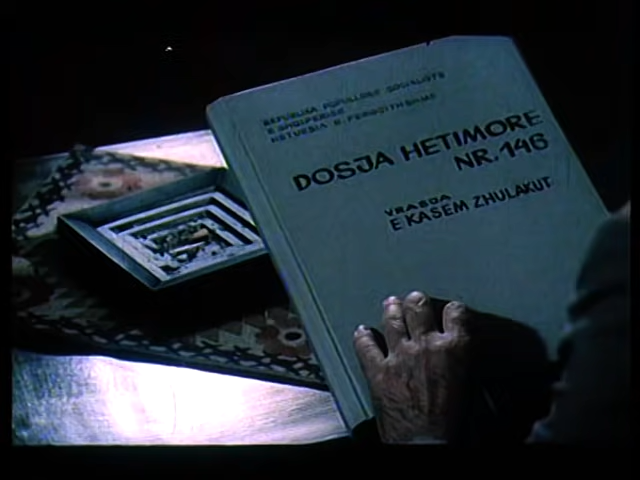 REPUBLIKA POPULLORE SOCIALISTE
E SHQIPERISE
DOSJA HETIMORE
NR. 146
VRASJA
E KASEM ZHULAKUT